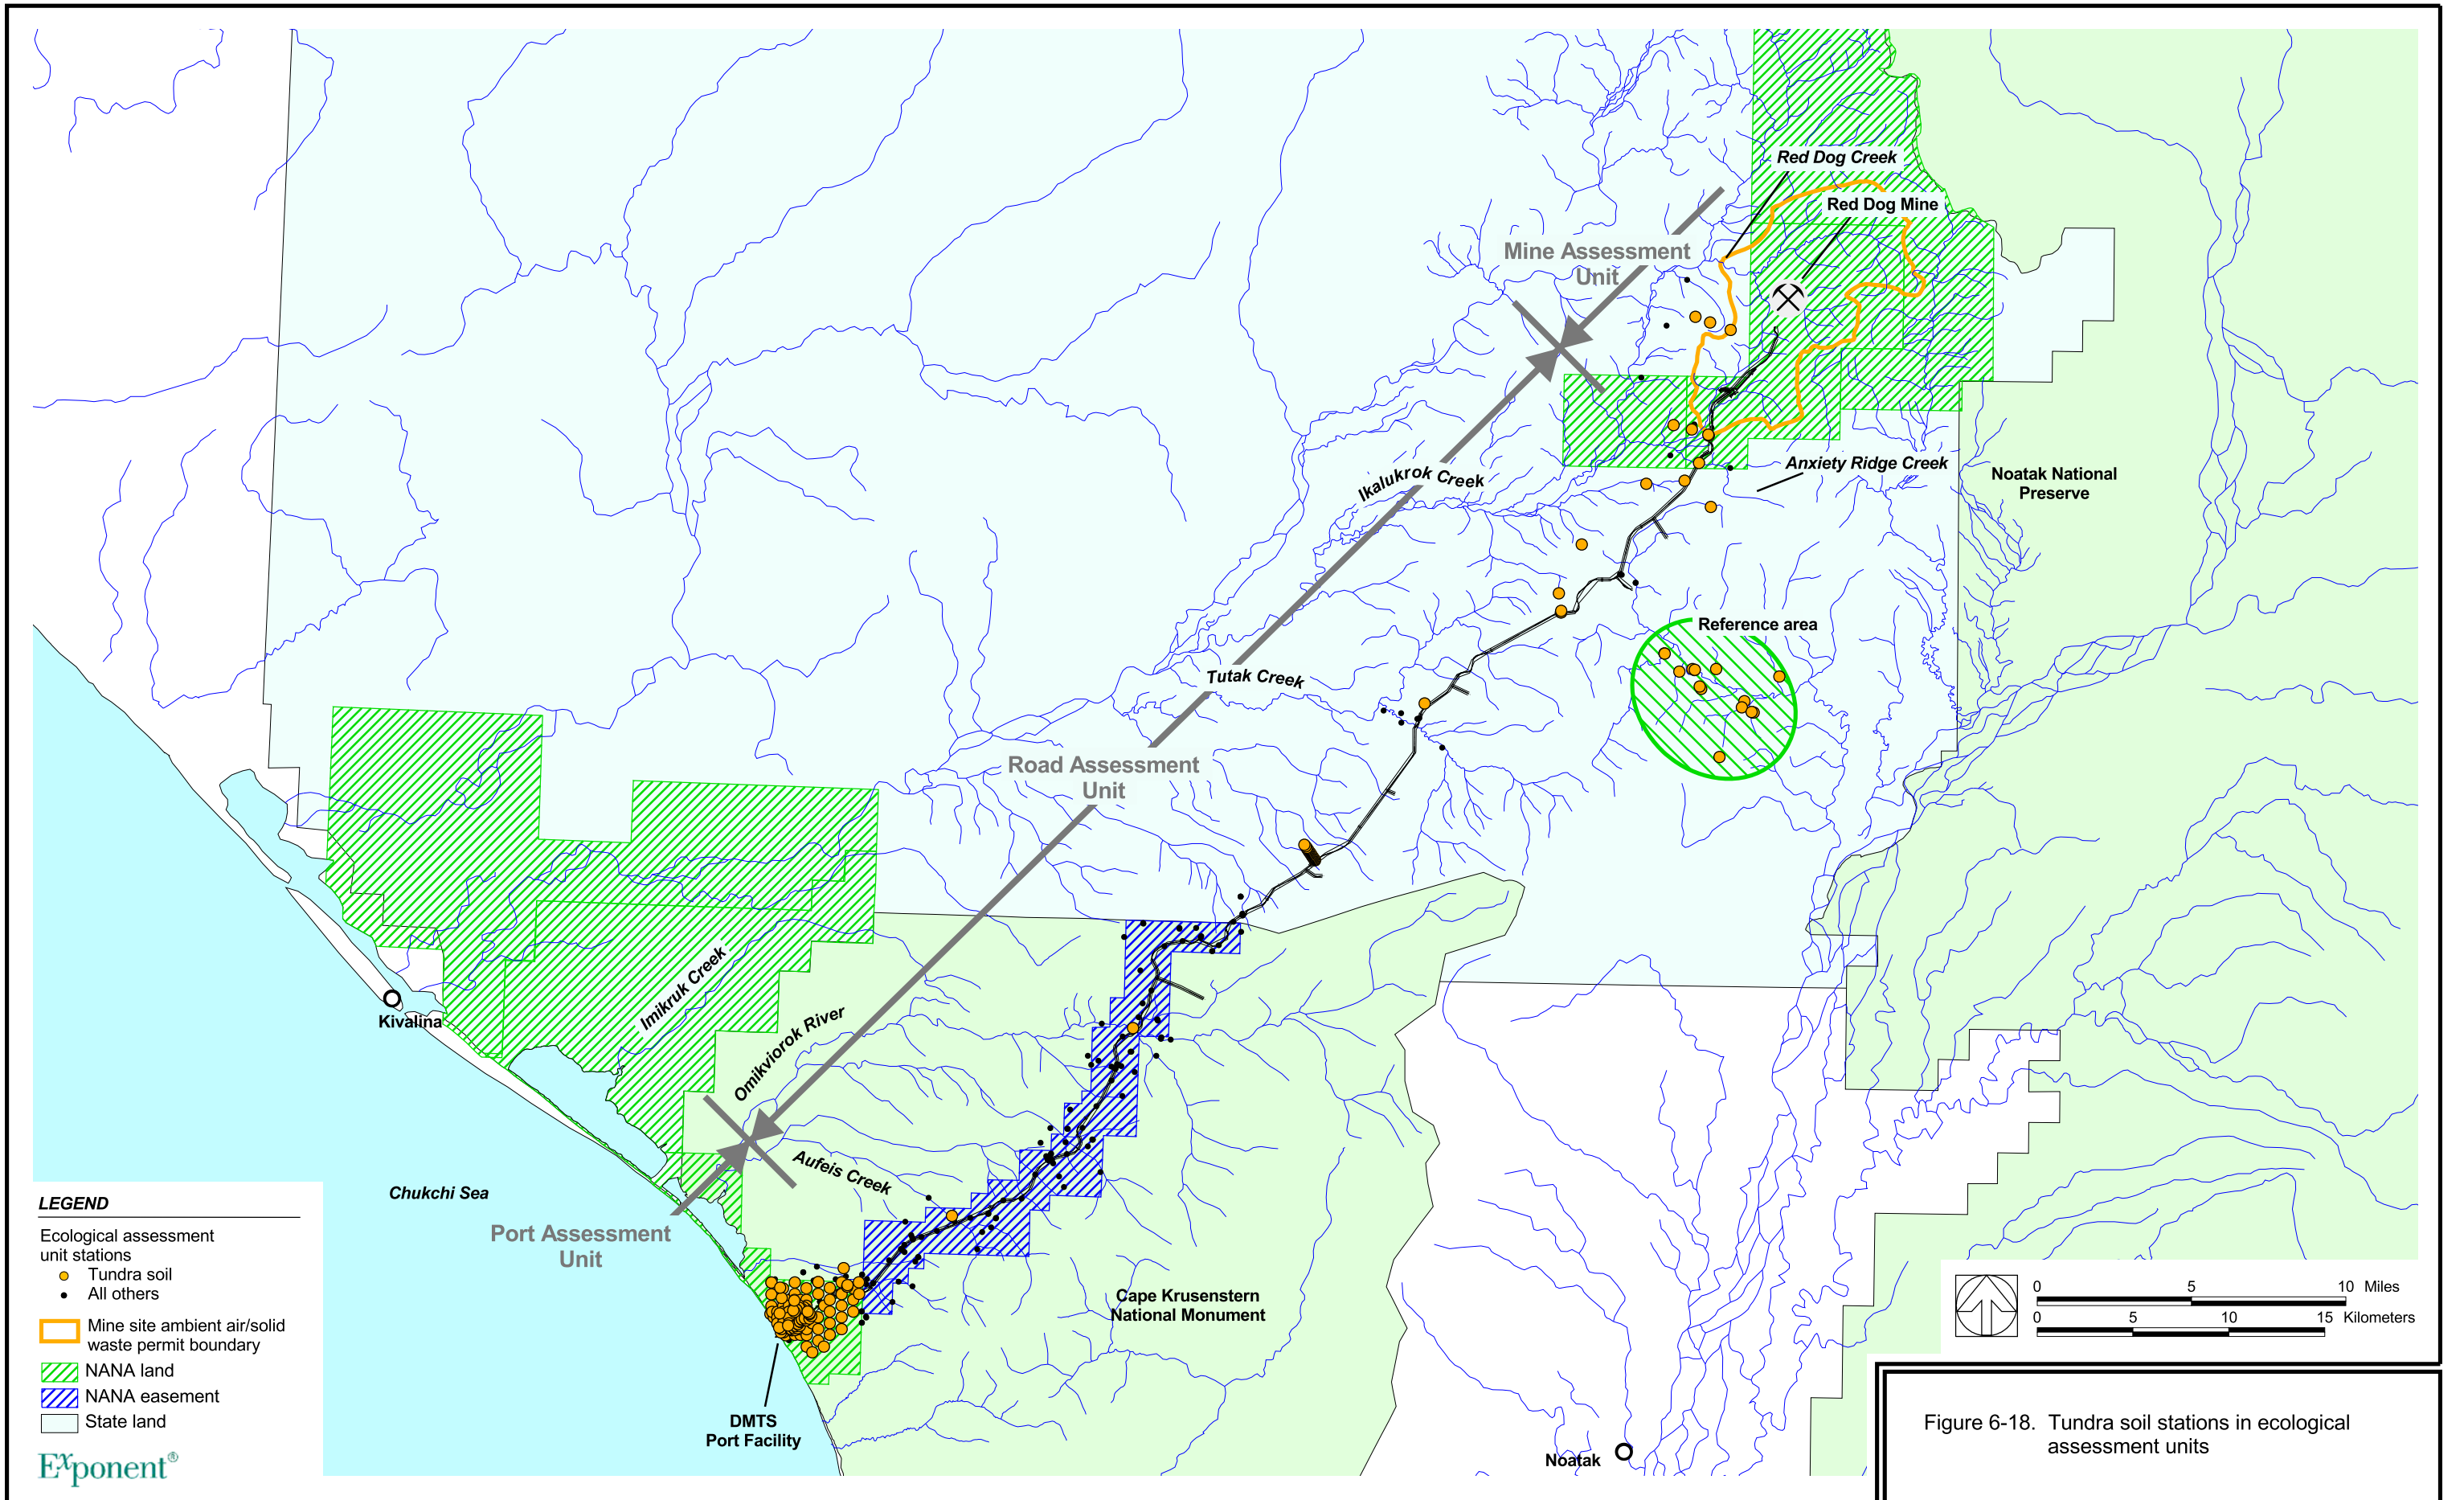 Red Dog Creek
Red Dog Mine
Mine Assessment
Unit
Ikalukrok Creek
Anxiety Ridge Creek
Noatak National
Preserve
Reference area
Tutak Creek
Road Assessment
Unit
Imikruk Creek
Kivalina
Omikviorok River
Aufeis Creek
Chukchi Sea
Port Assessment
Unit
Cape Krusenstern
National Monument
DMTS
Port Facility
Noatak
LEGEND
Ecological assessment
unit stations
Tundra soil
All others
Mine site ambient air/solid
waste permit boundary
NANA land
NANA easement
State land
Exponent®
0 5 10 Miles
0 5 10 15 Kilometers
Figure 6-18. Tundra soil stations in ecological
assessment units